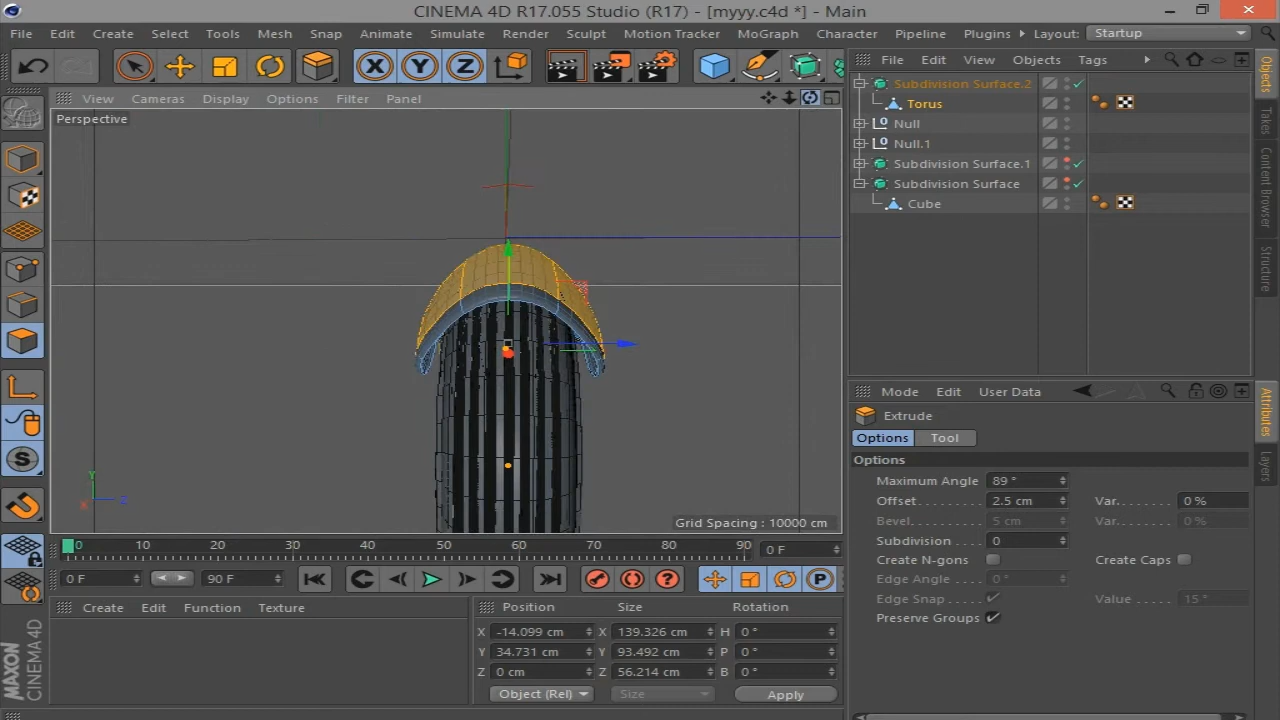 CINEMA 4D R17.055 Studio (R17) - [myyy.c4d *] - Main
File Edit Create Select Tools Mesh Snap Animate Simulate Render Sculpt Motion Tracker MoGraph Character Pipeline Plugins Layout: Startup
X Y Z
File Edit View Objects Tags
View Cameras Display Options Filter Panel
Perspective
Subdivision Surface.2
Torus
Null
Null.1
Subdivision Surface.1
Subdivision Surface
Cube
Objects
Takes
Content Browser
Structure
Y
X Z
Grid Spacing : 10000 cm
S
Mode Edit User Data
Extrude
Options Tool
Options
Maximum Angle 89 °
Offset 2.5 cm Var. 0 %
Bevel 5 cm Var. 0 %
Subdivision 0
Create N-gons Create Caps
Edge Angle 0 °
Edge Snap Value 15 °
Preserve Groups
Attributes
Layers
0 10 20 30 40 50 60 70 80 90 0 F
0 F 90 F ? P
Create Edit Function Texture
Position Size Rotation
X -14.099 cm X 139.326 cm H 0 °
Y 34.731 cm Y 93.492 cm P 0 °
Z 0 cm Z 56.214 cm B 0 °
Object (Rel) Size Apply
MAXON
CINEMA 4D